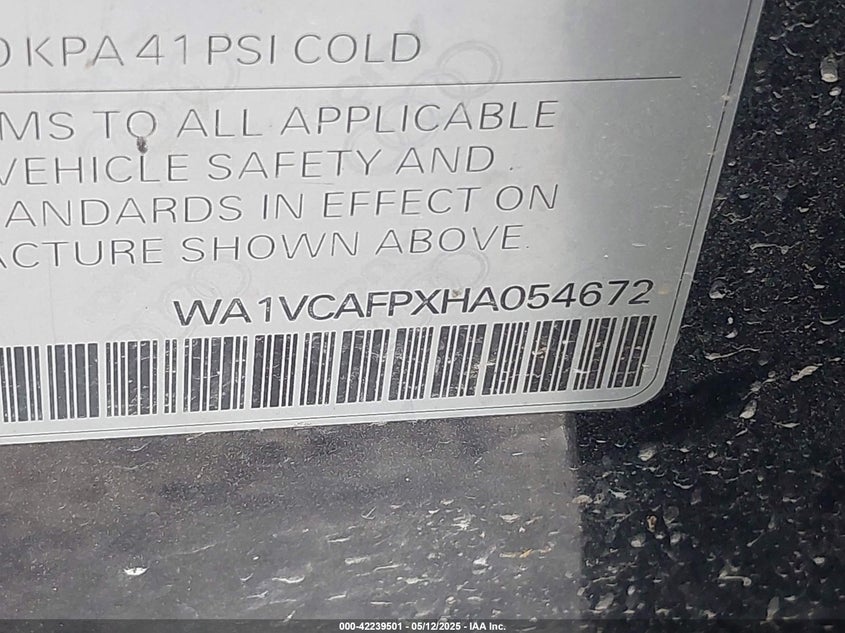 0 KPA 41 PSI COLD
MS TO ALL APPLICABLE
VEHICLE SAFETY AND
ANDARDS IN EFFECT ON
ACTURE SHOWN ABOVE.
WA1VCAFPXHA054672
000-42239501 - 05/12/2025 - IAA Inc.